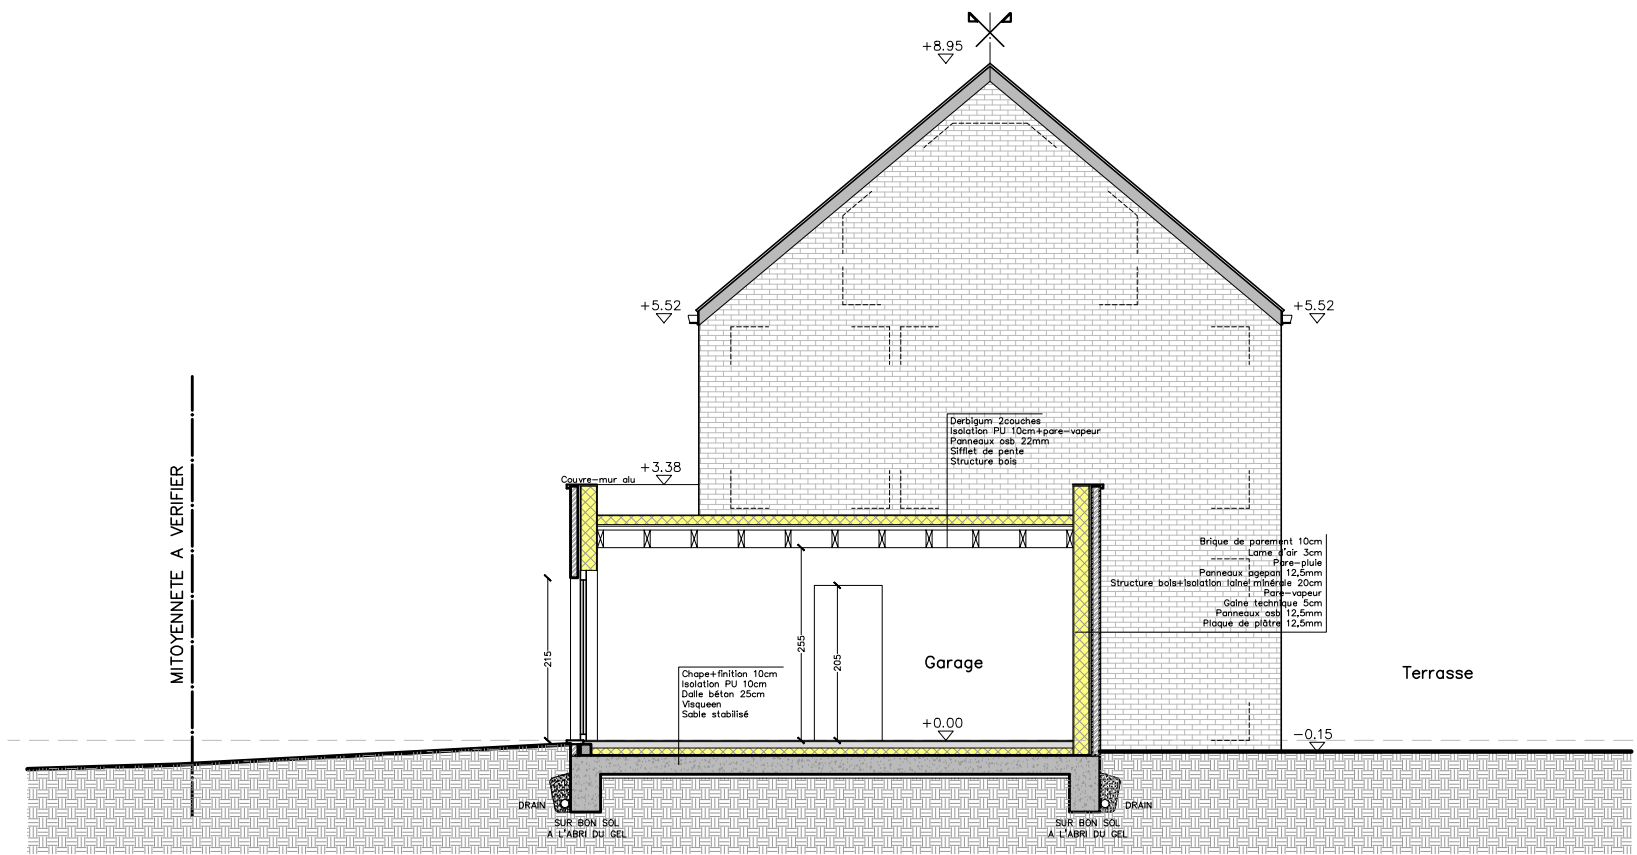 +8.95
+5.52
+5.52
Derbigum 2couches
Isolation PU 10cm+pare-vapeur
Panneaux osb 22mm
Sifflet de pente
Structure bois
+3.38
Couvre-mur alu
MITOYENNETE A VERIFIER
Brique de parement 10cm
Lame d'air 3cm
Pare-pluie
Panneaux agepan 12,5mm
Structure bois+isolation laine minérale 20cm
Pare-vapeur
Gaine technique 5cm
Panneaux osb 12,5mm
Plaque de plâtre 12,5mm
215
255
205
Garage
Terrasse
Chape+finition 10cm
Isolation PU 10cm
Dalle béton 25cm
Visqueen
Sable stabilisé
+0.00
-0.15
DRAIN
DRAIN
SUR BON SOL
A L'ABRI DU GEL
SUR BON SOL
A L'ABRI DU GEL